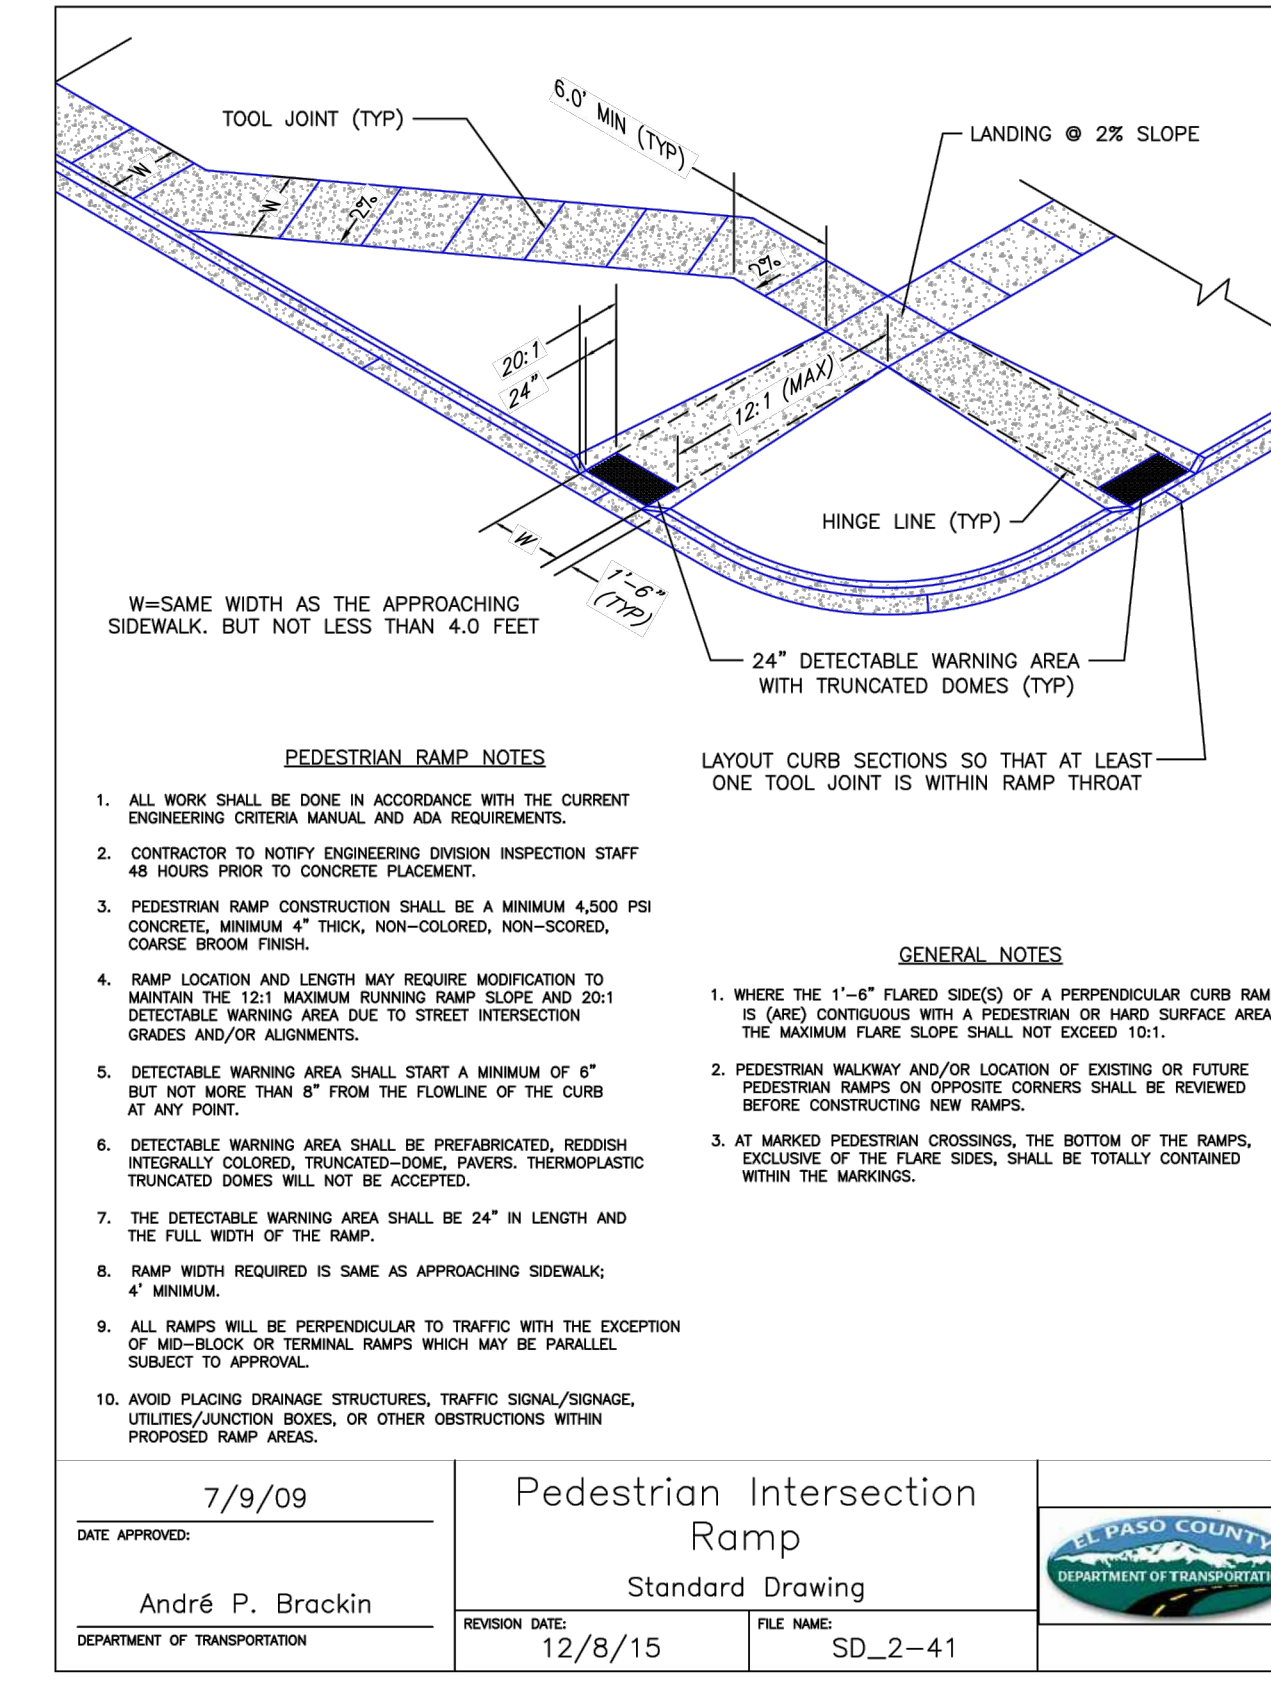 TOOL JOINT (TYP)
6.0' MIN (TYP)
LANDING @ 2% SLOPE
W
W
2%
2%
20:1
24"
12:1 (MAX)
HINGE LINE (TYP)
W
1'-6"
(TYP)
W=SAME WIDTH AS THE APPROACHING
SIDEWALK. BUT NOT LESS THAN 4.0 FEET
24" DETECTABLE WARNING AREA
WITH TRUNCATED DOMES (TYP)
LAYOUT CURB SECTIONS SO THAT AT LEAST
ONE TOOL JOINT IS WITHIN RAMP THROAT
PEDESTRIAN RAMP NOTES
1. ALL WORK SHALL BE DONE IN ACCORDANCE WITH THE CURRENT
ENGINEERING CRITERIA MANUAL AND ADA REQUIREMENTS.
2. CONTRACTOR TO NOTIFY ENGINEERING DIVISION INSPECTION STAFF
48 HOURS PRIOR TO CONCRETE PLACEMENT.
3. PEDESTRIAN RAMP CONSTRUCTION SHALL BE A MINIMUM 4,500 PSI
CONCRETE, MINIMUM 4" THICK, NON-COLORED, NON-SCORED,
COARSE BROOM FINISH.
4. RAMP LOCATION AND LENGTH MAY REQUIRE MODIFICATION TO
MAINTAIN THE 12:1 MAXIMUM RUNNING RAMP SLOPE AND 20:1
DETECTABLE WARNING AREA DUE TO STREET INTERSECTION
GRADES AND/OR ALIGNMENTS.
5. DETECTABLE WARNING AREA SHALL START A MINIMUM OF 6"
BUT NOT MORE THAN 8" FROM THE FLOWLINE OF THE CURB
AT ANY POINT.
6. DETECTABLE WARNING AREA SHALL BE PREFABRICATED, REDDISH
INTEGRALLY COLORED, TRUNCATED-DOME, PAVERS. THERMOPLASTIC
TRUNCATED DOMES WILL NOT BE ACCEPTED.
7. THE DETECTABLE WARNING AREA SHALL BE 24" IN LENGTH AND
THE FULL WIDTH OF THE RAMP.
8. RAMP WIDTH REQUIRED IS SAME AS APPROACHING SIDEWALK;
4' MINIMUM.
9. ALL RAMPS WILL BE PERPENDICULAR TO TRAFFIC WITH THE EXCEPTION
OF MID-BLOCK OR TERMINAL RAMPS WHICH MAY BE PARALLEL
SUBJECT TO APPROVAL.
10. AVOID PLACING DRAINAGE STRUCTURES, TRAFFIC SIGNAL/SIGNAGE,
UTILITIES/JUNCTION BOXES, OR OTHER OBSTRUCTIONS WITHIN
PROPOSED RAMP AREAS.
GENERAL NOTES
1. WHERE THE 1'-6" FLARED SIDE(S) OF A PERPENDICULAR CURB RAM
IS (ARE) CONTIGUOUS WITH A PEDESTRIAN OR HARD SURFACE AREA
THE MAXIMUM FLARE SLOPE SHALL NOT EXCEED 10:1.
2. PEDESTRIAN WALKWAY AND/OR LOCATION OF EXISTING OR FUTURE
PEDESTRIAN RAMPS ON OPPOSITE CORNERS SHALL BE REVIEWED
BEFORE CONSTRUCTING NEW RAMPS.
3. AT MARKED PEDESTRIAN CROSSINGS, THE BOTTOM OF THE RAMPS,
EXCLUSIVE OF THE FLARE SIDES, SHALL BE TOTALLY CONTAINED
WITHIN THE MARKINGS.
7/9/09
DATE APPROVED:
André P. Brackin
DEPARTMENT OF TRANSPORTATION
Pedestrian Intersection
Ramp
Standard Drawing
REVISION DATE:
12/8/15
FILE NAME:
SD_2-41
EL PASO COUNTY
DEPARTMENT OF TRANSPORTATI